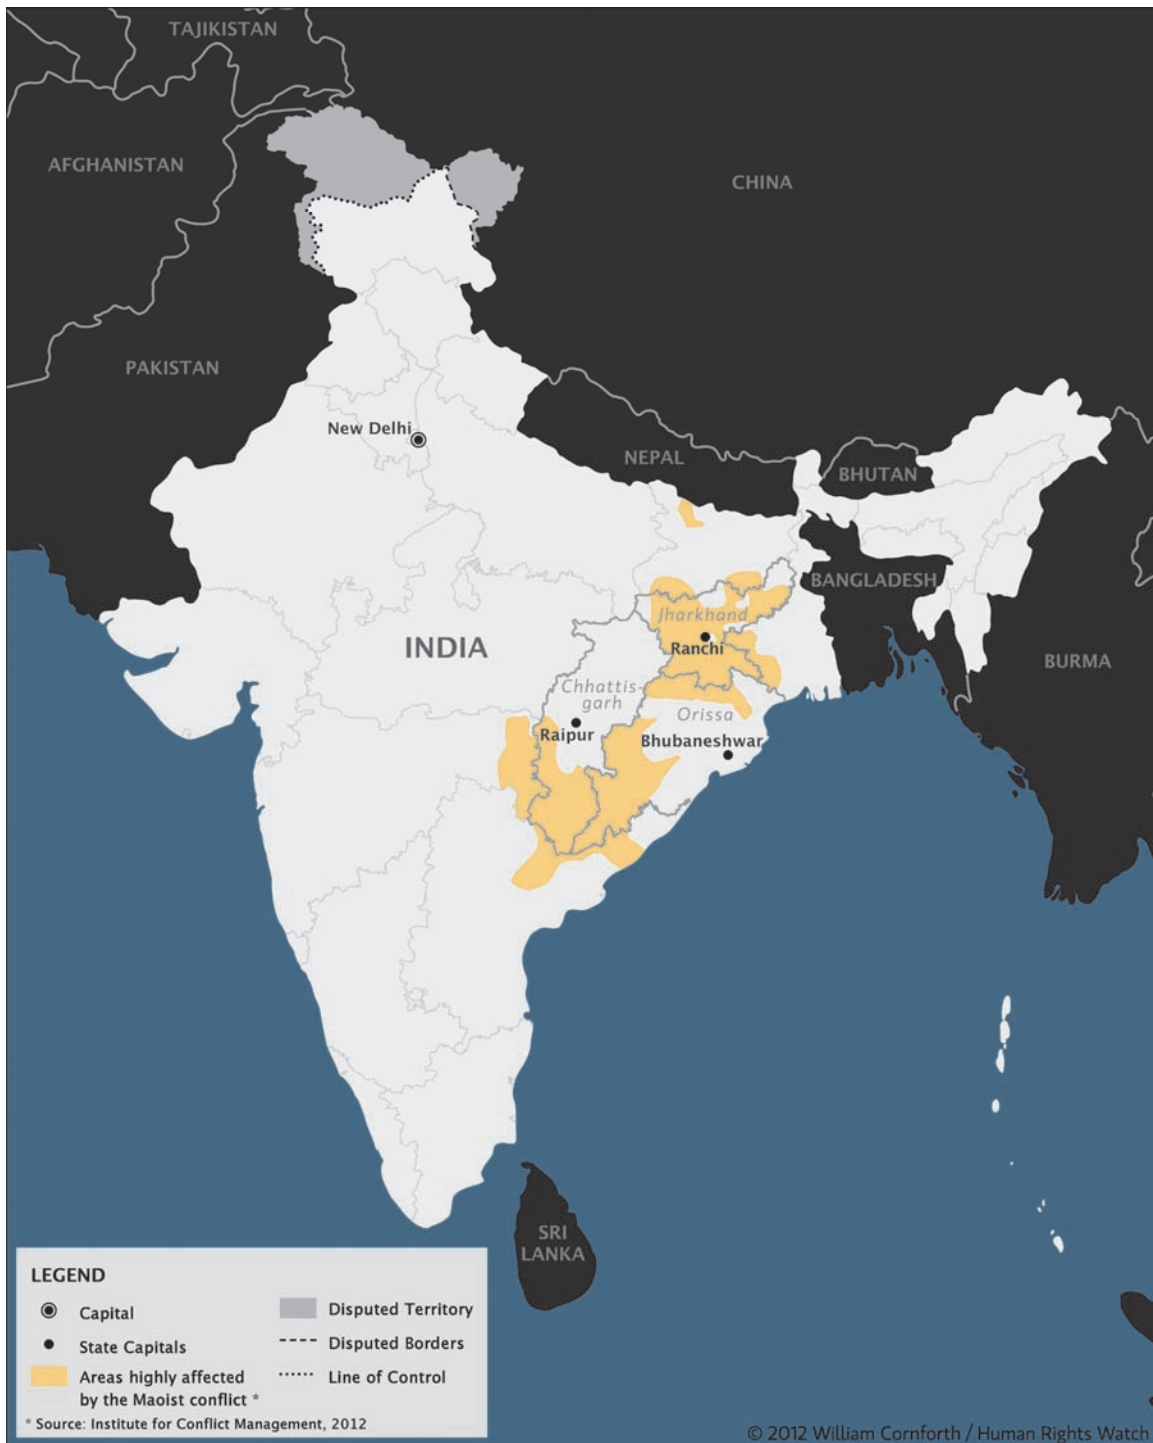 TAJIKISTAN
AFGHANISTAN
CHINA
PAKISTAN
New Delhi
NEPAL
BHUTAN
BANGLADESH
Jharkhand
INDIA
Ranchi
BURMA
Chhattis-
garh
Orissa
Raipur
Bhubaneshwar
SRI
LANKA
LEGEND
Capital
State Capitals
Areas highly affected
by the Maoist conflict *
Disputed Territory
Disputed Borders
Line of Control
* Source: Institute for Conflict Management, 2012
© 2012 William Cornforth / Human Rights Watch